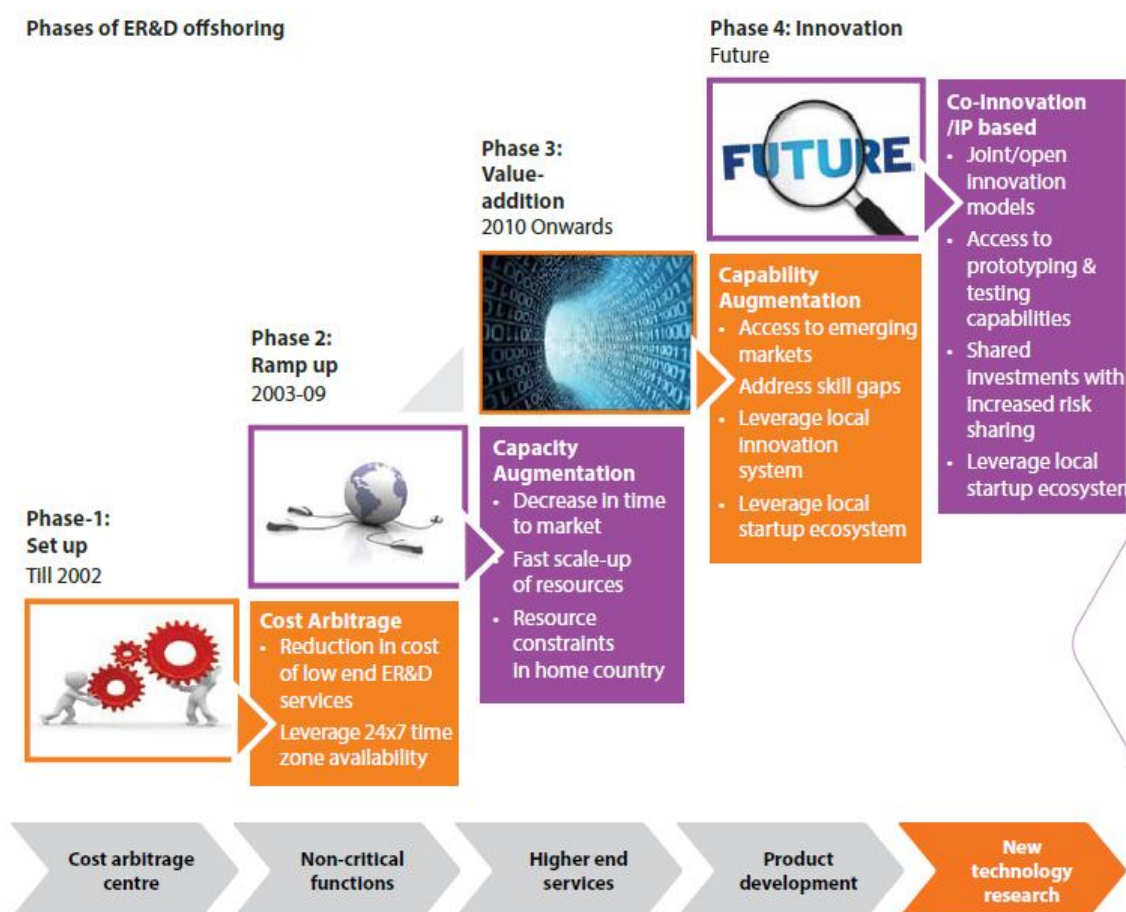 Phases of ER&D offshoring
Phase-1:
Set up
Till 2002
Cost Arbitrage
• Reduction in cost
of low end ER&D
services
• Leverage 24x7 time
zone availability
Phase 2:
Ramp up
2003-09
Capacity
Augmentation
• Decrease in time
to market
• Fast scale-up
of resources
• Resource
constraints
in home country
Phase 3:
Value-
addition
2010 Onwards
Capability
Augmentation
• Access to emerging
markets
• Address skill gaps
• Leverage local
innovation
system
• Leverage local
startup ecosystem
Phase 4: Innovation
Future
FUTURE
Co-Innovation
/IP based
• Joint/open
innovation
models
• Access to
prototyping &
testing
capabilities
• Shared
investments with
increased risk
sharing
• Leverage local
startup ecosystem
Cost arbitrage
centre
Non-critical
functions
Higher end
services
Product
development
New
technology
research